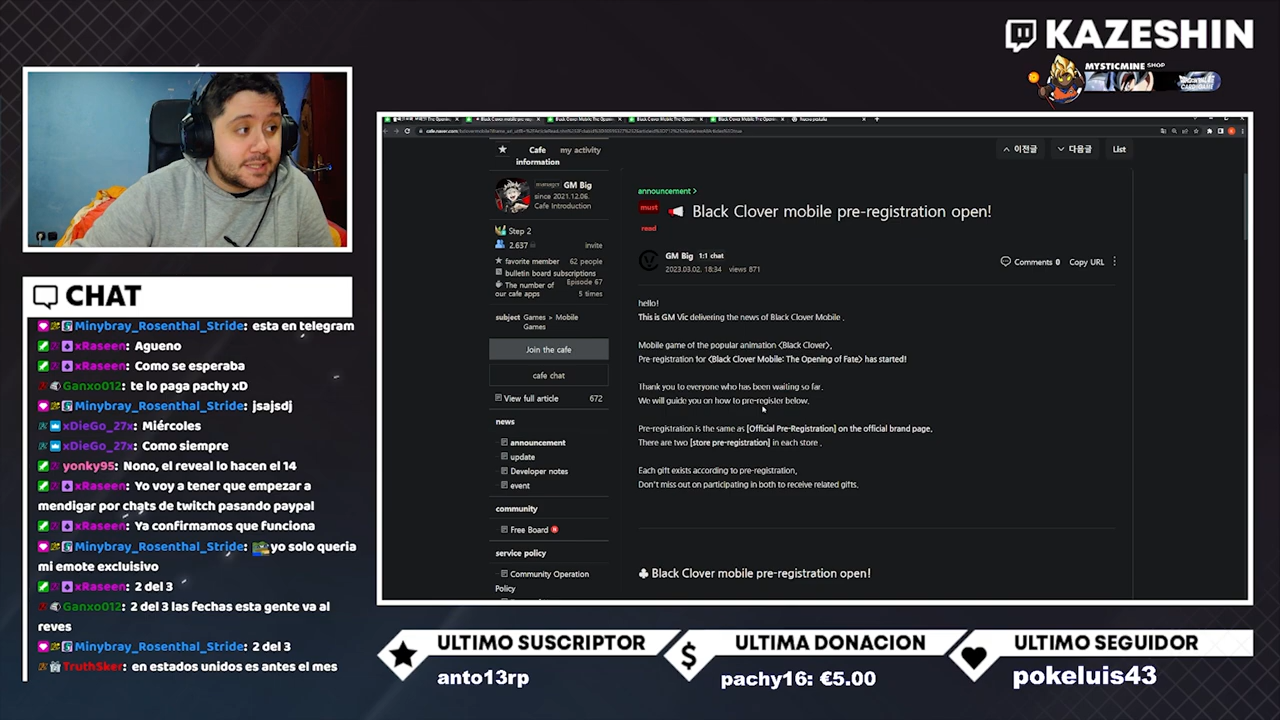 KAZESHIN
MYSTICMINE SHOP
CHAT
Minybray_Rosenthal_Stride: esta en telegram
xRaseen: Agueno
xRaseen: Como se esperaba
Ganxo012: te lo paga pachy xD
Minybray_Rosenthal_Stride: jsajsdj
xDieGo_27x: Miércoles
xDieGo_27x: Como siempre
yonky95: Nono, el reveal lo hacen el 14
xRaseen: Yo voy a tener que empezar a
mendigar por chats de twitch pasando paypal
xRaseen: Ya confirmamos que funciona
Minybray_Rosenthal_Stride: yo solo queria
mi emote excluisivo
xRaseen: 2 del 3
Ganxo012: 2 del 3 las fechas esta gente va al
reves
Minybray_Rosenthal_Stride: 2 del 3
TruthSker: en estados unidos es antes el mes
Cafe
information
my activity
manager GM Big
since 2021.12.06.
Cafe Introduction
Step 2
2.637
invite
favorite member 62 people
bulletin board subscriptions
The number of our cafe apps
Episode 67
5 times
subject Games > Mobile
Games
Join the cafe
cafe chat
View full article 672
news
announcement
update
Developer notes
event
community
Free Board
service policy
Community Operation
Policy
이전글
다음글
List
announcement >
must
read
Black Clover mobile pre-registration open!
GM Big 1:1 chat
2023.03.02. 18:34 views 871
Comments 0 Copy URL
hello!
This is GM Vic delivering the news of Black Clover Mobile .
Mobile game of the popular animation <Black Clover>,
Pre-registration for <Black Clover Mobile: The Opening of Fate> has started!
Thank you to everyone who has been waiting so far.
We will guide you on how to pre-register below.
Pre-registration is the same as [Official Pre-Registration] on the official brand page.
There are two [store pre-registration] in each store .
Each gift exists according to pre-registration,
Don't miss out on participating in both to receive related gifts.
♣ Black Clover mobile pre-registration open!
ULTIMO SUSCRIPTOR
anto13rp
ULTIMA DONACION
pachy16: €5.00
ULTIMO SEGUIDOR
pokeluis43